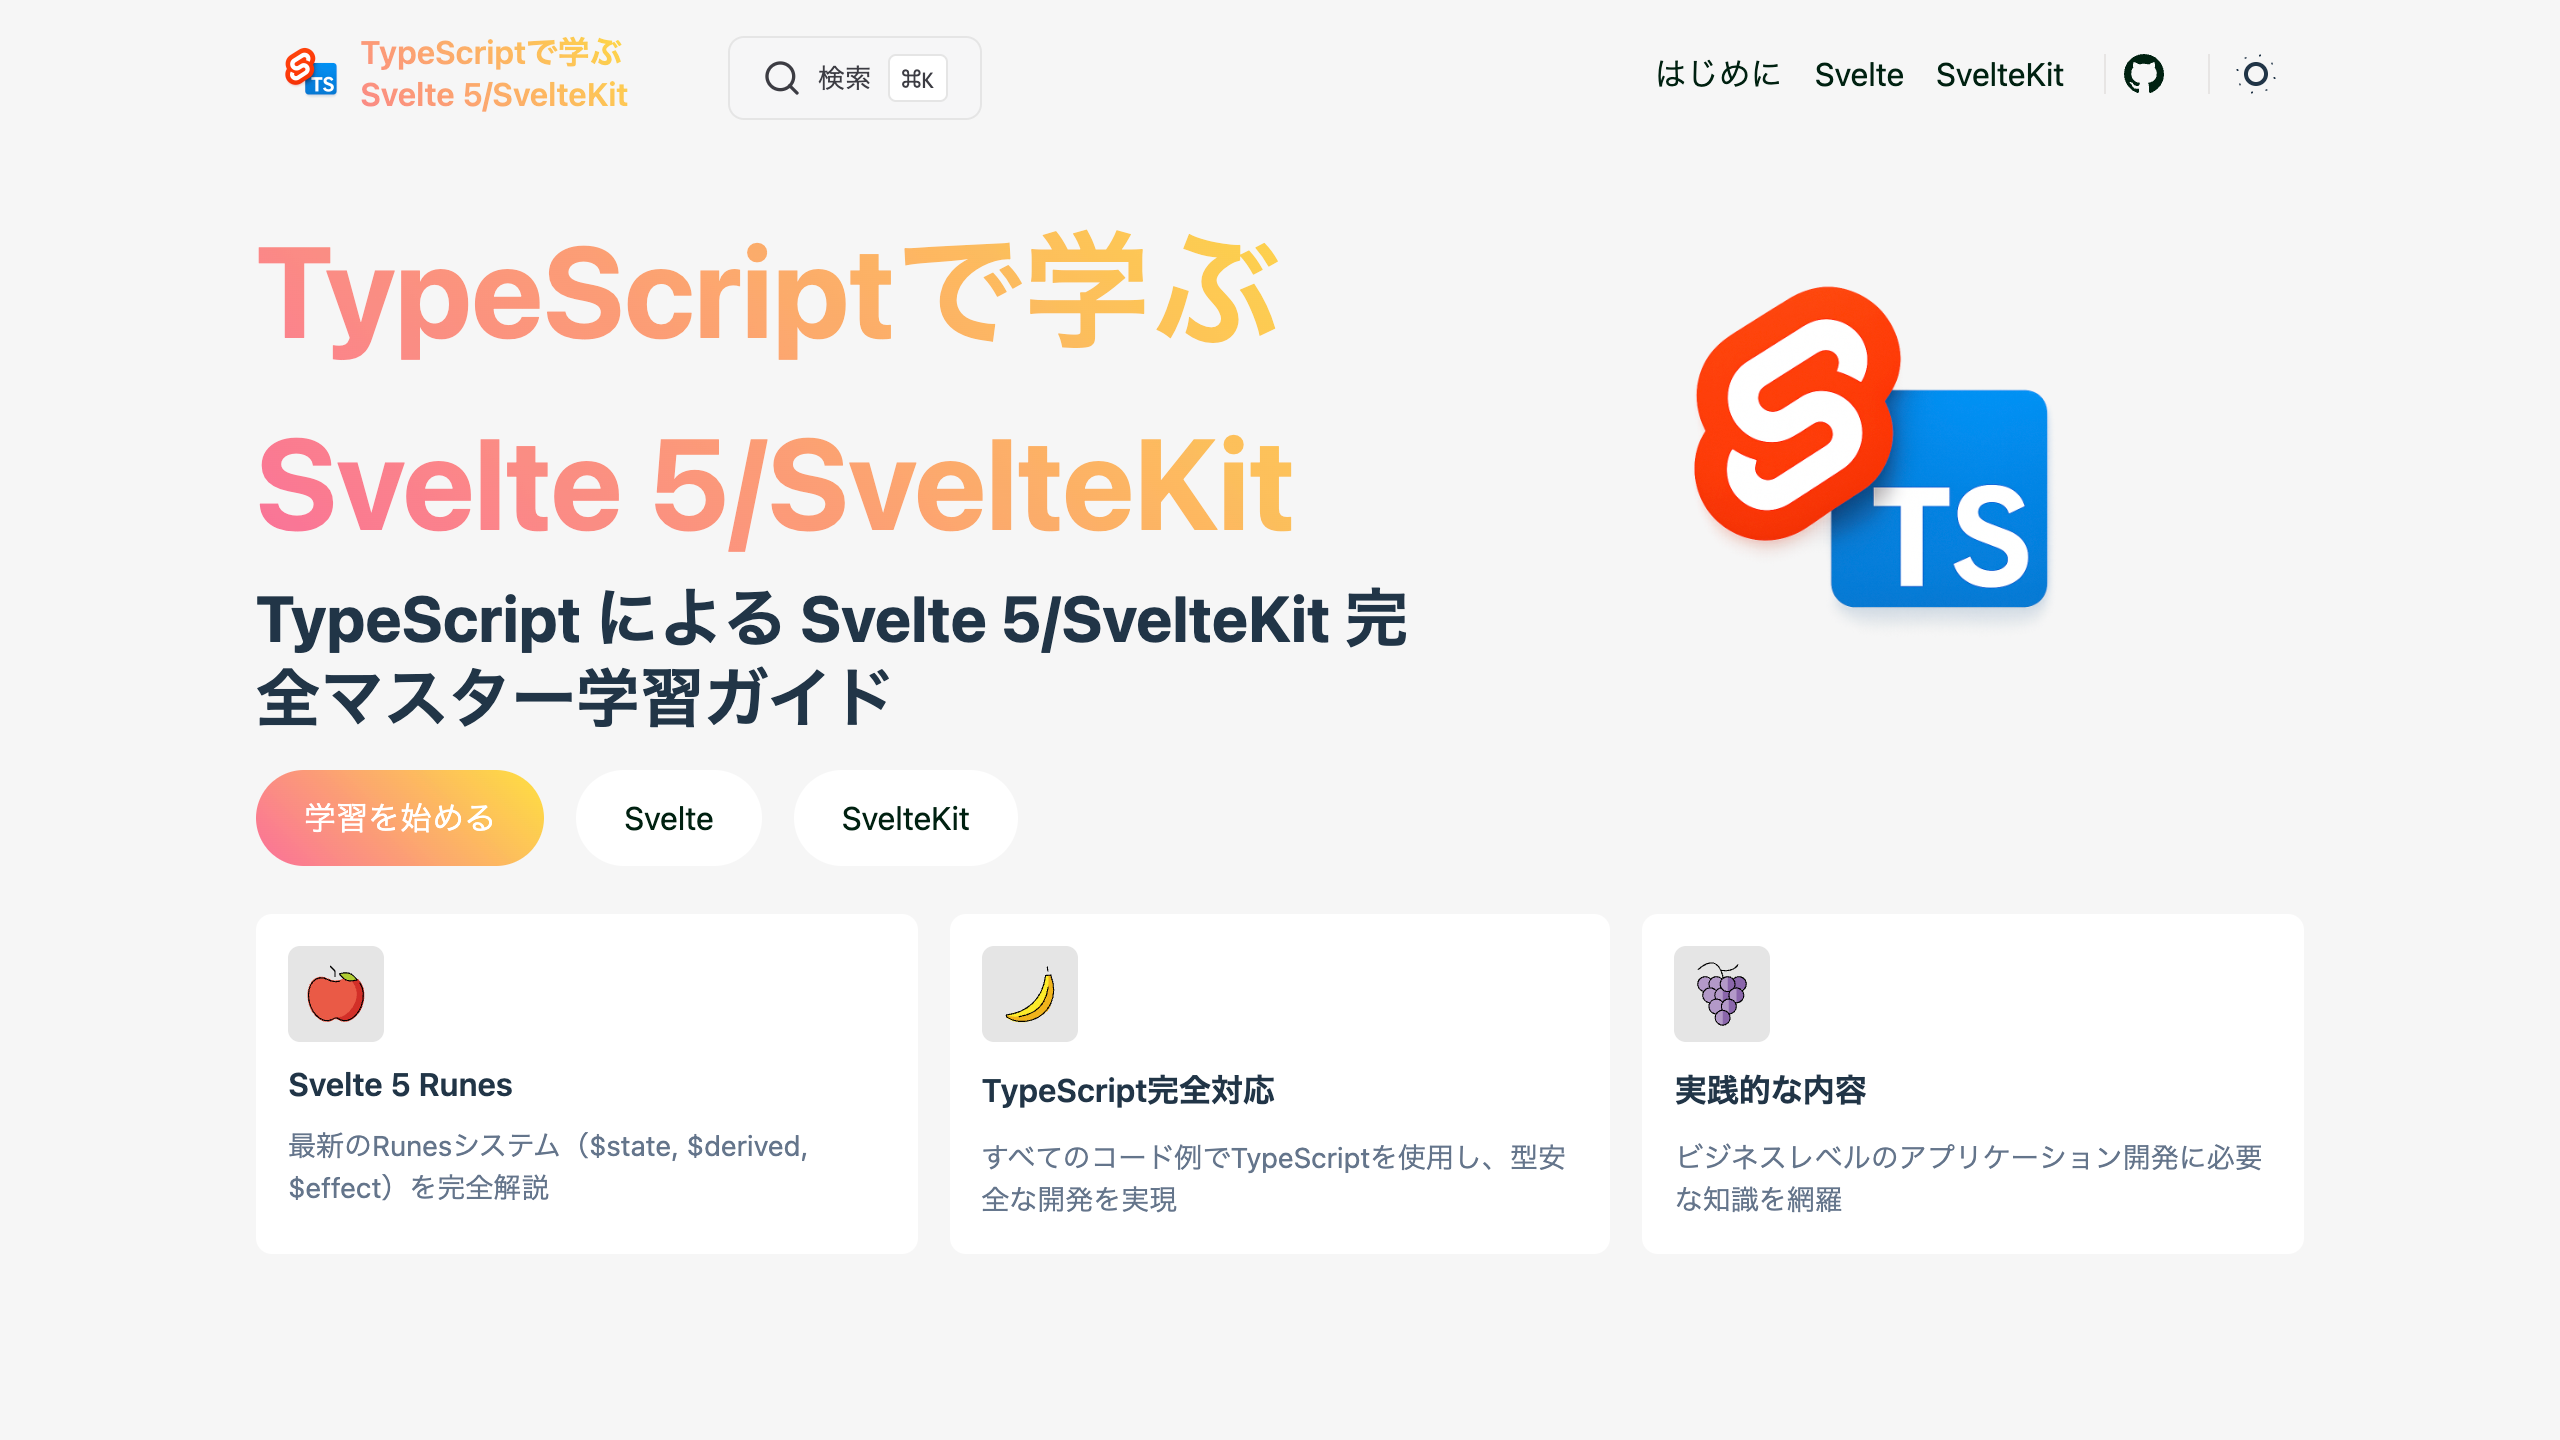 TypeScriptで学ぶ
Svelte 5/SvelteKit
検索 ⌘K
はじめに Svelte SvelteKit
TypeScriptで学ぶ
Svelte 5/SvelteKit
TypeScript による Svelte 5/SvelteKit 完
全マスター学習ガイド
TS
学習を始める Svelte SvelteKit
Svelte 5 Runes
最新のRunesシステム（$state, $derived,
$effect）を完全解説
TypeScript完全対応
すべてのコード例でTypeScriptを使用し、型安
全な開発を実現
実践的な内容
ビジネスレベルのアプリケーション開発に必要
な知識を網羅